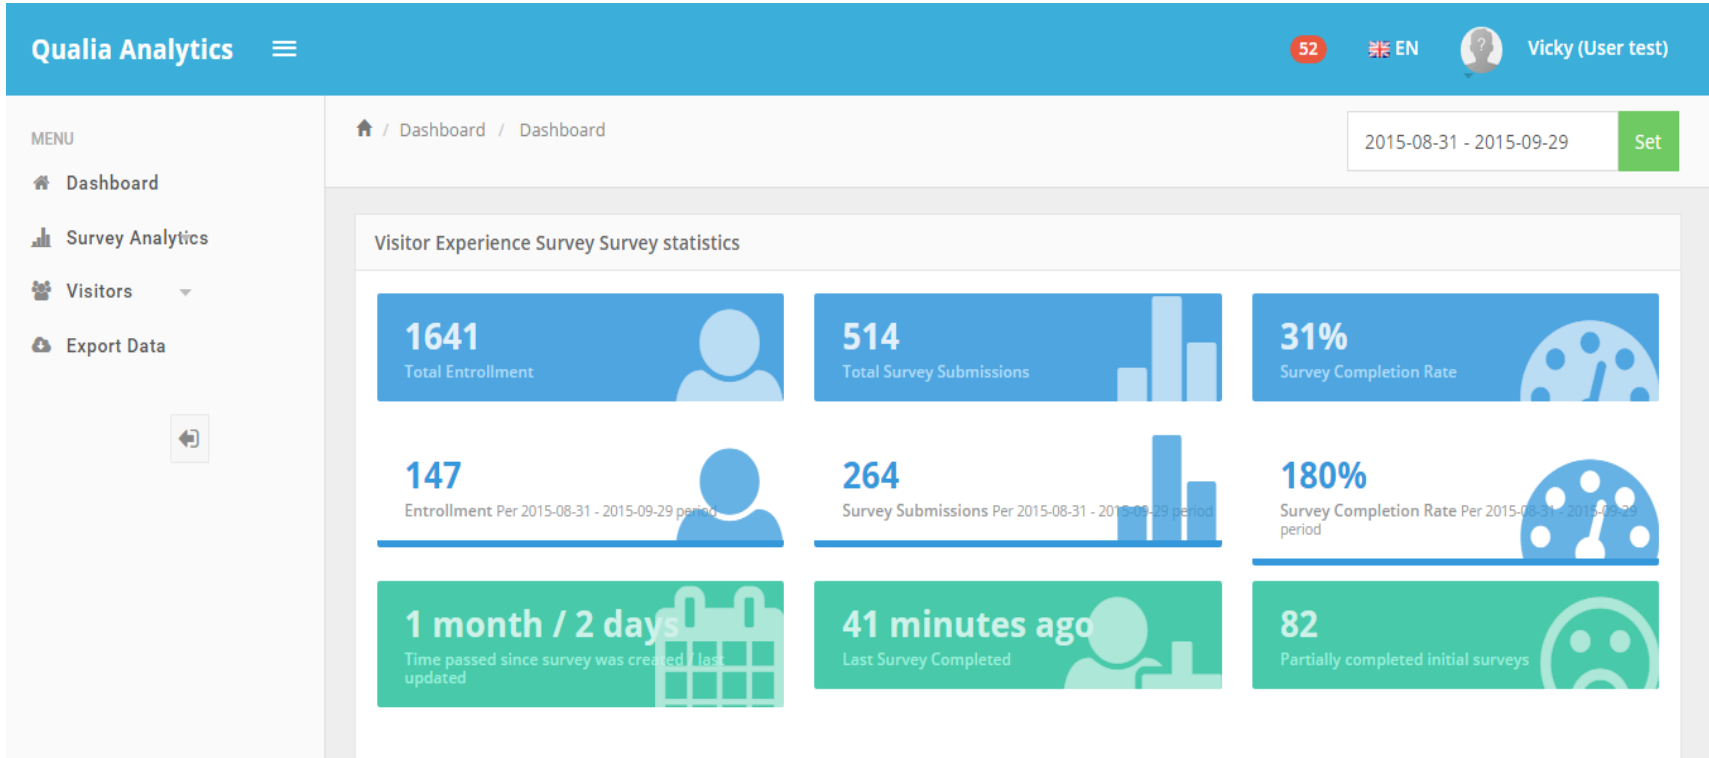 Qualia Analytics
52
EN
Vicky (User test)
MENU
Dashboard
Survey Analytics
Visitors
Export Data
/ Dashboard / Dashboard
2015-08-31 - 2015-09-29
Set
Visitor Experience Survey Survey statistics
1641
Total Entrollment
514
Total Survey Submissions
31%
Survey Completion Rate
147
Entrollment Per 2015-08-31 - 2015-09-29 period
264
Survey Submissions Per 2015-08-31 - 2015-09-29 period
180%
Survey Completion Rate Per 2015-08-31 - 2015-09-29
period
1 month / 2 days
Time passed since survey was created / last
updated
41 minutes ago
Last Survey Completed
82
Partially completed initial surveys